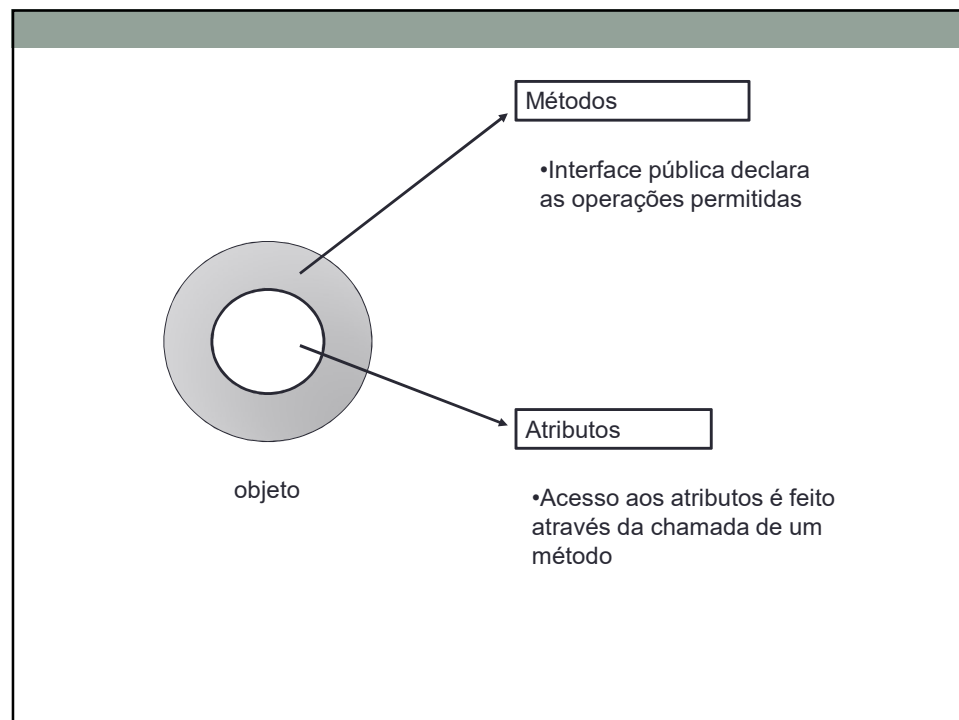 Métodos
•Interface pública declara
as operações permitidas
Atributos
objeto
•Acesso aos atributos é feito
através da chamada de um
método